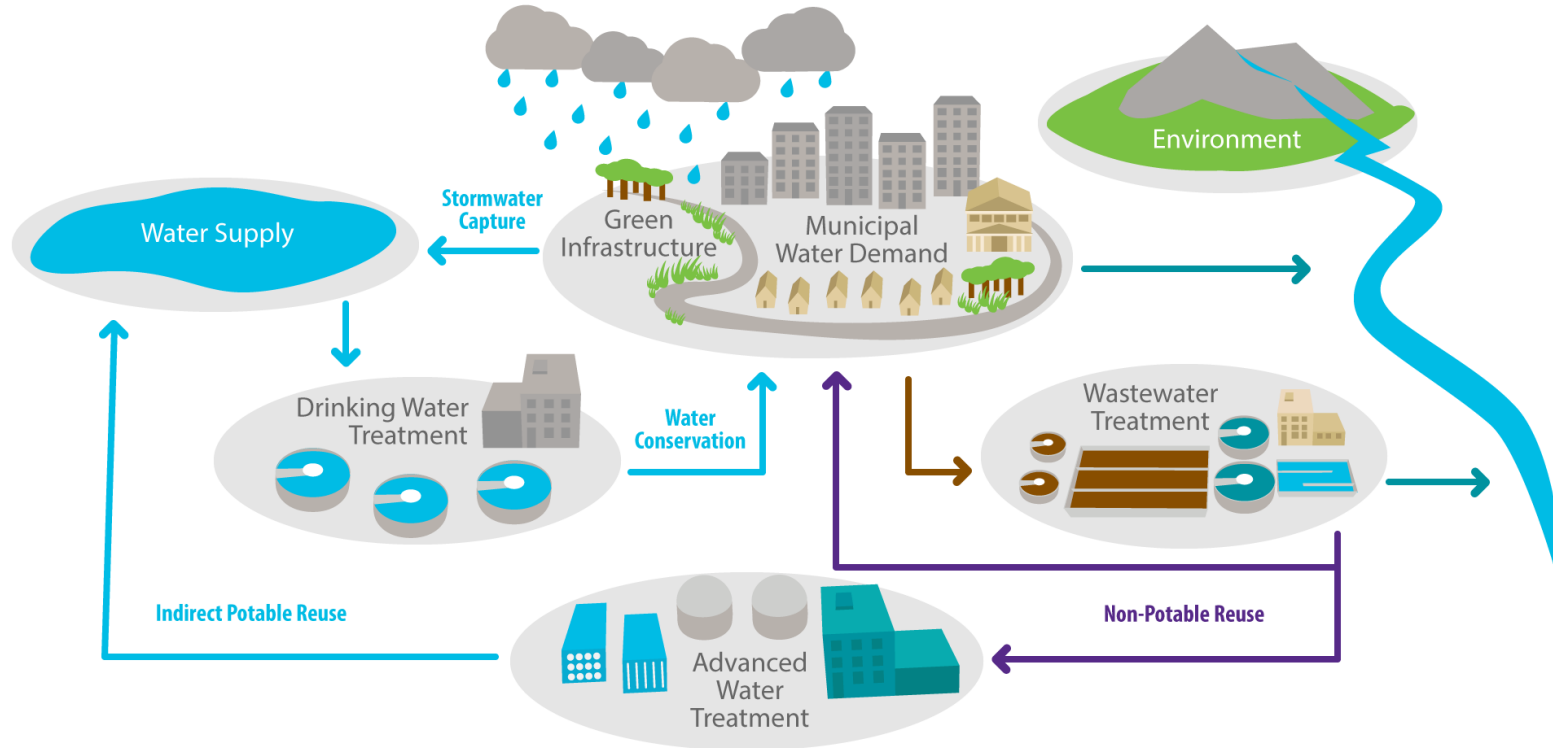 Environment
Stormwater
Capture
Water Supply
Green
Infrastructure
Municipal
Water Demand
Drinking Water
Treatment
Water
Conservation
Wastewater
Treatment
Indirect Potable Reuse
Non-Potable Reuse
Advanced
Water
Treatment